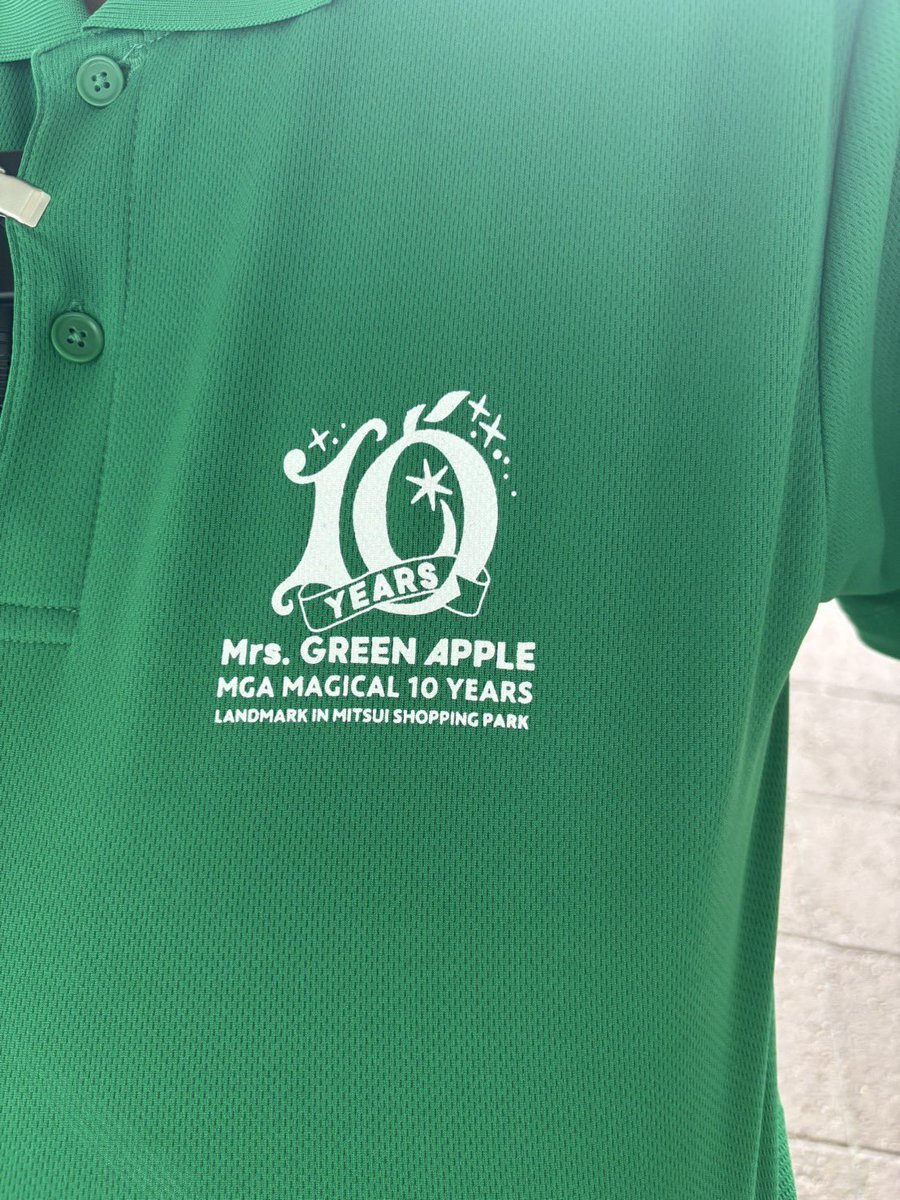 10
YEARS
Mrs. GREEN APPLE
MGA MAGICAL 10 YEARS
LANDMARK IN MITSUI SHOPPING PARK